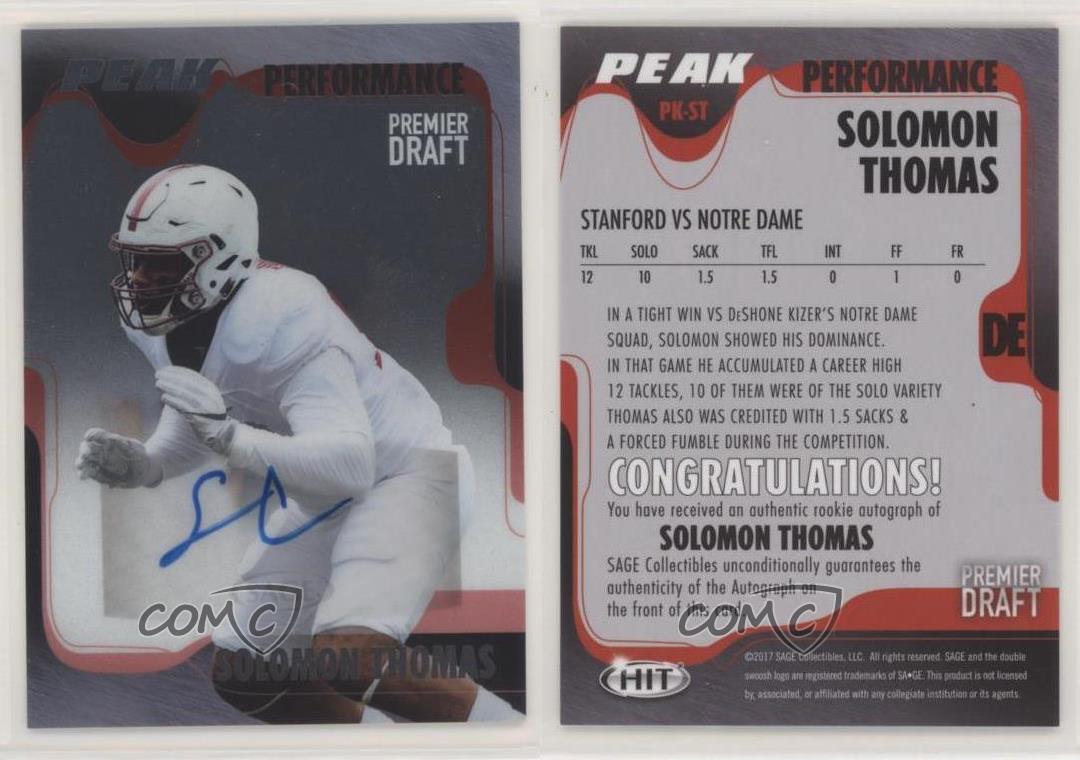 PEAK PERFORMANCE
PREMIER
DRAFT
COMC
SOLOMON THOMAS
PEAK PERFORMANCE
PK-ST
SOLOMON
THOMAS
STANFORD VS NOTRE DAME
TKL SOLO SACK TFL INT FF FR
12 10 1.5 1.5 0 1 0
DE
IN A TIGHT WIN VS DeSHONE KIZER'S NOTRE DAME
SQUAD, SOLOMON SHOWED HIS DOMINANCE.
IN THAT GAME HE ACCUMULATED A CAREER HIGH
12 TACKLES, 10 OF THEM WERE OF THE SOLO VARIETY
THOMAS ALSO WAS CREDITED WITH 1.5 SACKS &
A FORCED FUMBLE DURING THE COMPETITION.
CONGRATULATIONS!
You have received an authentic rookie autograph of
SOLOMON THOMAS
SAGE Collectibles unconditionally guarantees the
authenticity of the Autograph on
the front of this card.
COMC
PREMIER
DRAFT
HIT
©2017 SAGE Collectibles, LLC. All rights reserved. SAGE and the double
swoosh logo are registered trademarks of SA♦GE. This product is not licensed
by, associated, or affiliated with any collegiate institution or its agents.